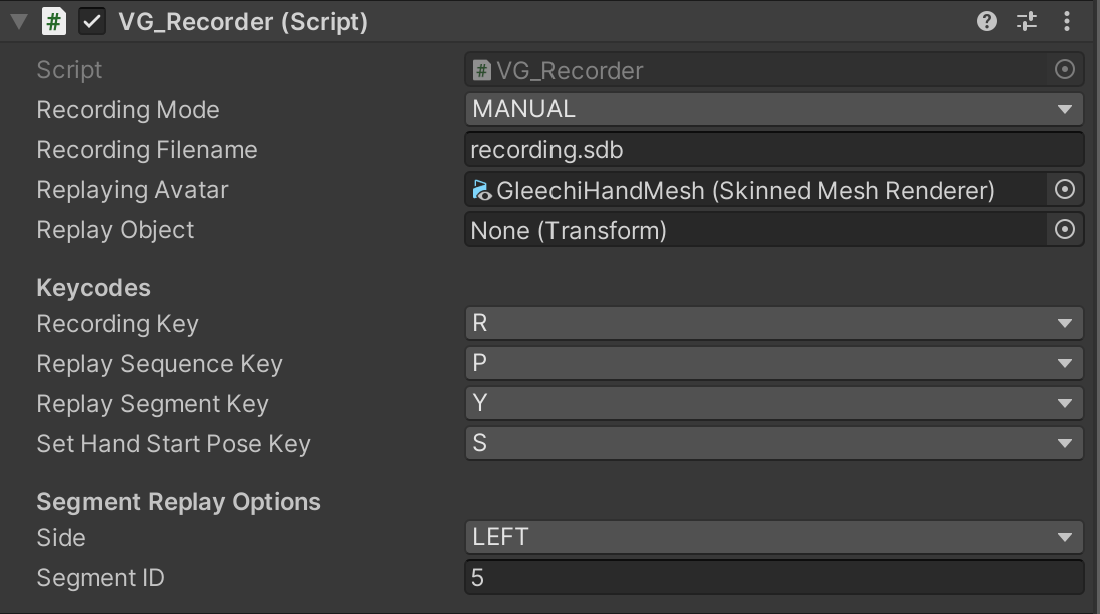 VG_Recorder (Script)
Script # VG_Recorder
Recording Mode MANUAL
Recording Filename recording.sdb
Replaying Avatar GleechiHandMesh (Skinned Mesh Renderer)
Replay Object None (Transform)
Keycodes
Recording Key R
Replay Sequence Key P
Replay Segment Key Y
Set Hand Start Pose Key S
Segment Replay Options
Side LEFT
Segment ID 5